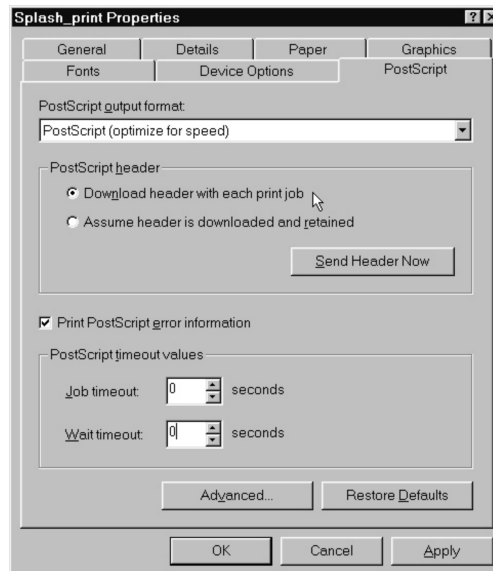 Splash_print Properties
General Details Paper Graphics
Fonts Device Options PostScript
PostScript output format:
PostScript (optimize for speed)
PostScript header
Download header with each print job
Assume header is downloaded and retained
Send Header Now
Print PostScript error information
PostScript timeout values
Job timeout: 0 seconds
Wait timeout: 0 seconds
Advanced... Restore Defaults
OK Cancel Apply